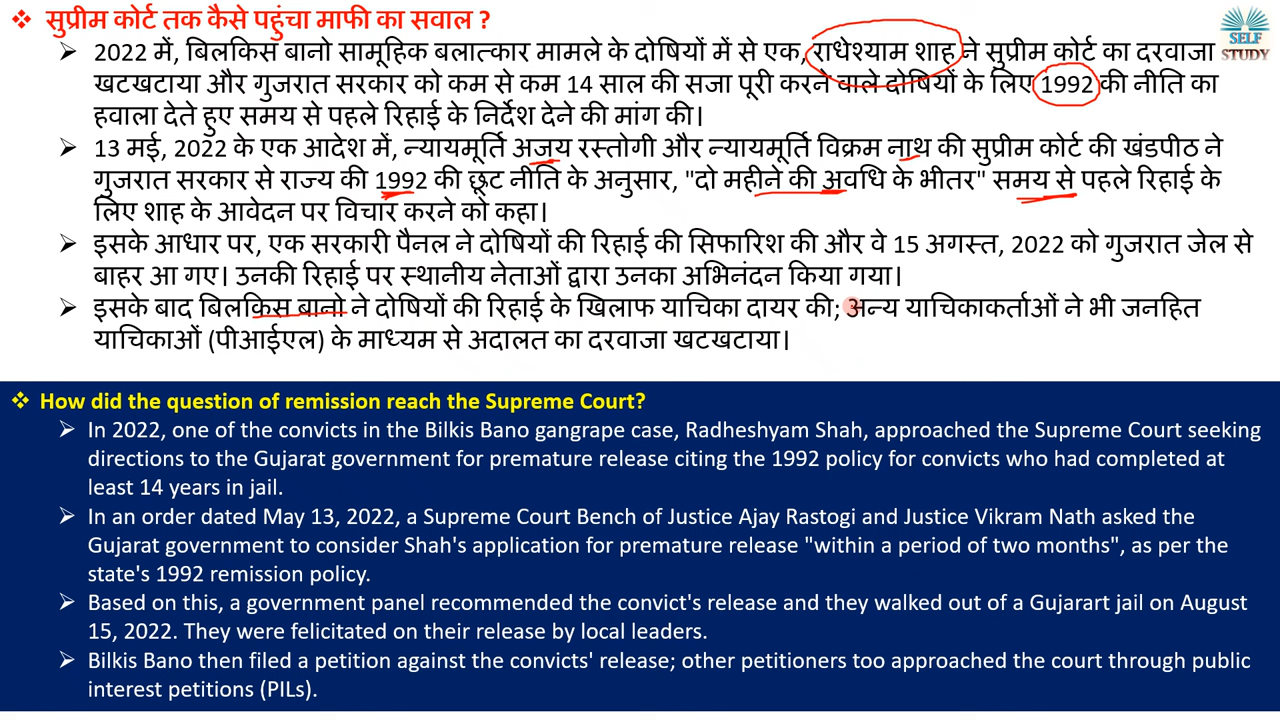 ❖ सुप्रीम कोर्ट तक कैसे पहुंचा माफी का सवाल ?
SELF
STUDY
➢ 2022 में, बिलकिस बानो सामूहिक बलात्कार मामले के दोषियों में से एक, राधेश्याम शाह ने सुप्रीम कोर्ट का दरवाजा
खटखटाया और गुजरात सरकार को कम से कम 14 साल की सजा पूरी करने वाले दोषियों के लिए 1992 की नीति का
हवाला देते हुए समय से पहले रिहाई के निर्देश देने की मांग की।
➢ 13 मई, 2022 के एक आदेश में, न्यायमूर्ति अजय रस्तोगी और न्यायमूर्ति विक्रम नाथ की सुप्रीम कोर्ट की खंडपीठ ने
गुजरात सरकार से राज्य की 1992 की छूट नीति के अनुसार, "दो महीने की अवधि के भीतर" समय से पहले रिहाई के
लिए शाह के आवेदन पर विचार करने को कहा।
➢ इसके आधार पर, एक सरकारी पैनल ने दोषियों की रिहाई की सिफारिश की और वे 15 अगस्त, 2022 को गुजरात जेल से
बाहर आ गए। उनकी रिहाई पर स्थानीय नेताओं द्वारा उनका अभिनंदन किया गया।
➢ इसके बाद बिलकिस बानो ने दोषियों की रिहाई के खिलाफ याचिका दायर की; अन्य याचिकाकर्ताओं ने भी जनहित
याचिकाओं (पीआईएल) के माध्यम से अदालत का दरवाजा खटखटाया।
❖ How did the question of remission reach the Supreme Court?
➢ In 2022, one of the convicts in the Bilkis Bano gangrape case, Radheshyam Shah, approached the Supreme Court seeking
directions to the Gujarat government for premature release citing the 1992 policy for convicts who had completed at
least 14 years in jail.
➢ In an order dated May 13, 2022, a Supreme Court Bench of Justice Ajay Rastogi and Justice Vikram Nath asked the
Gujarat government to consider Shah's application for premature release "within a period of two months", as per the
state's 1992 remission policy.
➢ Based on this, a government panel recommended the convict's release and they walked out of a Gujarart jail on August
15, 2022. They were felicitated on their release by local leaders.
➢ Bilkis Bano then filed a petition against the convicts' release; other petitioners too approached the court through public
interest petitions (PILs).